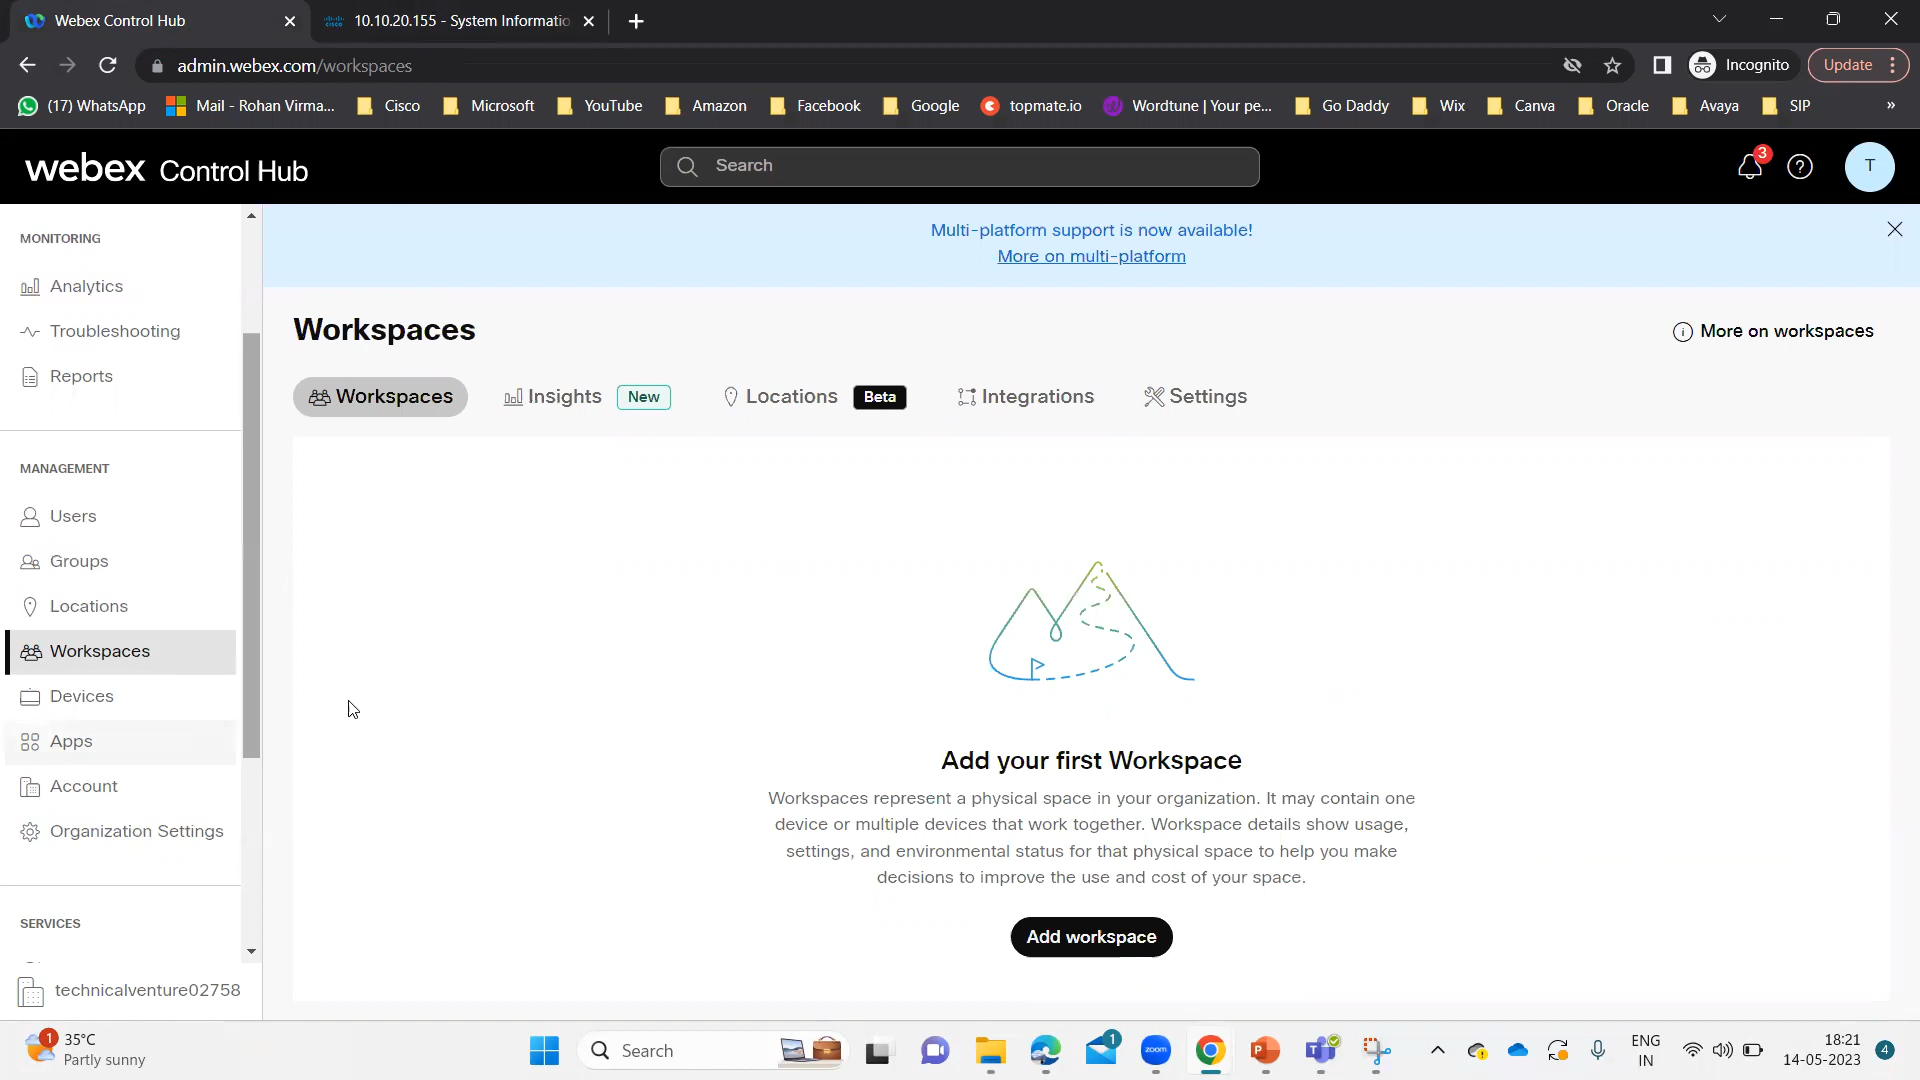 Webex Control Hub
10.10.20.155 - System Informatio
admin.webex.com/workspaces
Incognito
Update
(17) WhatsApp
Mail - Rohan Virma...
Cisco
Microsoft
YouTube
Amazon
Facebook
Google
topmate.io
Wordtune | Your pe...
Go Daddy
Wix
Canva
Oracle
Avaya
SIP
»
webex Control Hub
Search
3
T
MONITORING
Analytics
Troubleshooting
Reports
MANAGEMENT
Users
Groups
Locations
Workspaces
Devices
Apps
Account
Organization Settings
SERVICES
technicalventure02758
Multi-platform support is now available!
More on multi-platform
Workspaces
More on workspaces
Workspaces
Insights New
Locations Beta
Integrations
Settings
Add your first Workspace
Workspaces represent a physical space in your organization. It may contain one
device or multiple devices that work together. Workspace details show usage,
settings, and environmental status for that physical space to help you make
decisions to improve the use and cost of your space.
Add workspace
1
35°C
Partly sunny
Search
1
zoom
ENG
IN
18:21
14-05-2023
4